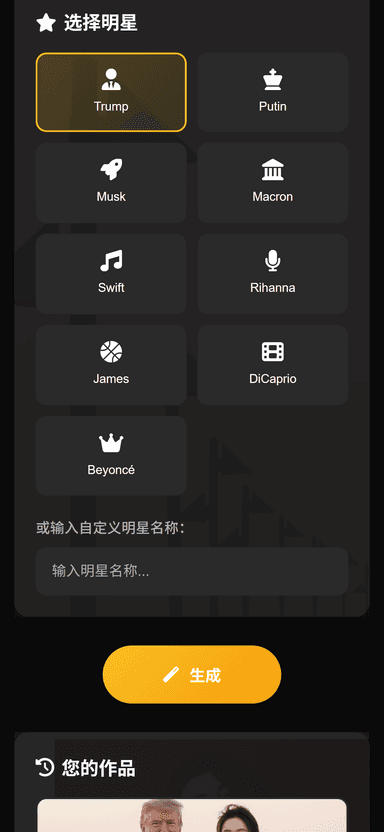 选择明星
Trump
Putin
Musk
Macron
Swift
Rihanna
James
DiCaprio
Beyoncé
或输入自定义明星名称：
输入明星名称...
生成
您的作品